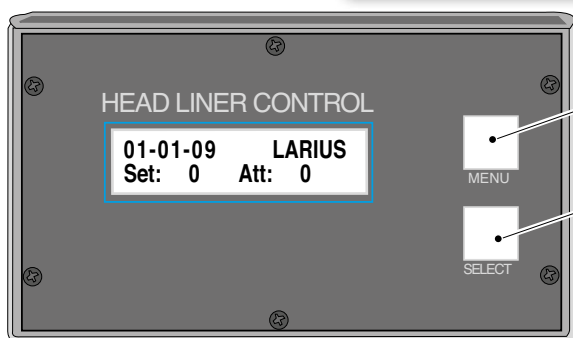 HEAD LINER CONTROL
01-01-09 LARIUS
Set: 0 Att: 0
MENU
SELECT